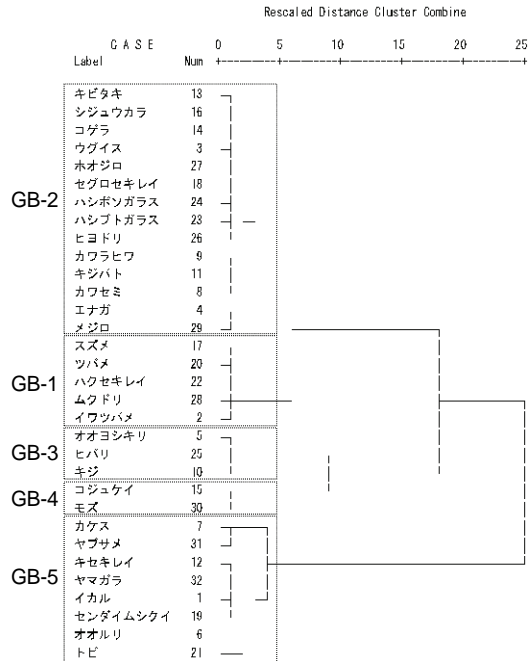 Rescaled Distance Cluster Combine
C A S E 0 5 10 15 20 25
Label Num
キビタキ 13
シジュウカラ 16
コゲラ 14
ウグイス 3
ホオジロ 27
セグロセキレイ 18
GB-2
ハシボソガラス 24
ハシブトガラス 23
ヒヨドリ 26
カワラヒワ 9
キジバト 11
カワセミ 8
エナガ 4
メジロ 29
スズメ 17
ツバメ 20
GB-1
ハクセキレイ 22
ムクドリ 28
イワツバメ 2
オオヨシキリ 5
GB-3
ヒバリ 25
キジ 10
GB-4
コジュケイ 15
モズ 30
カケス 7
ヤブサメ 31
キセキレイ 12
GB-5
ヤマガラ 32
イカル 1
センダイムシクイ 19
オオルリ 6
トビ 21